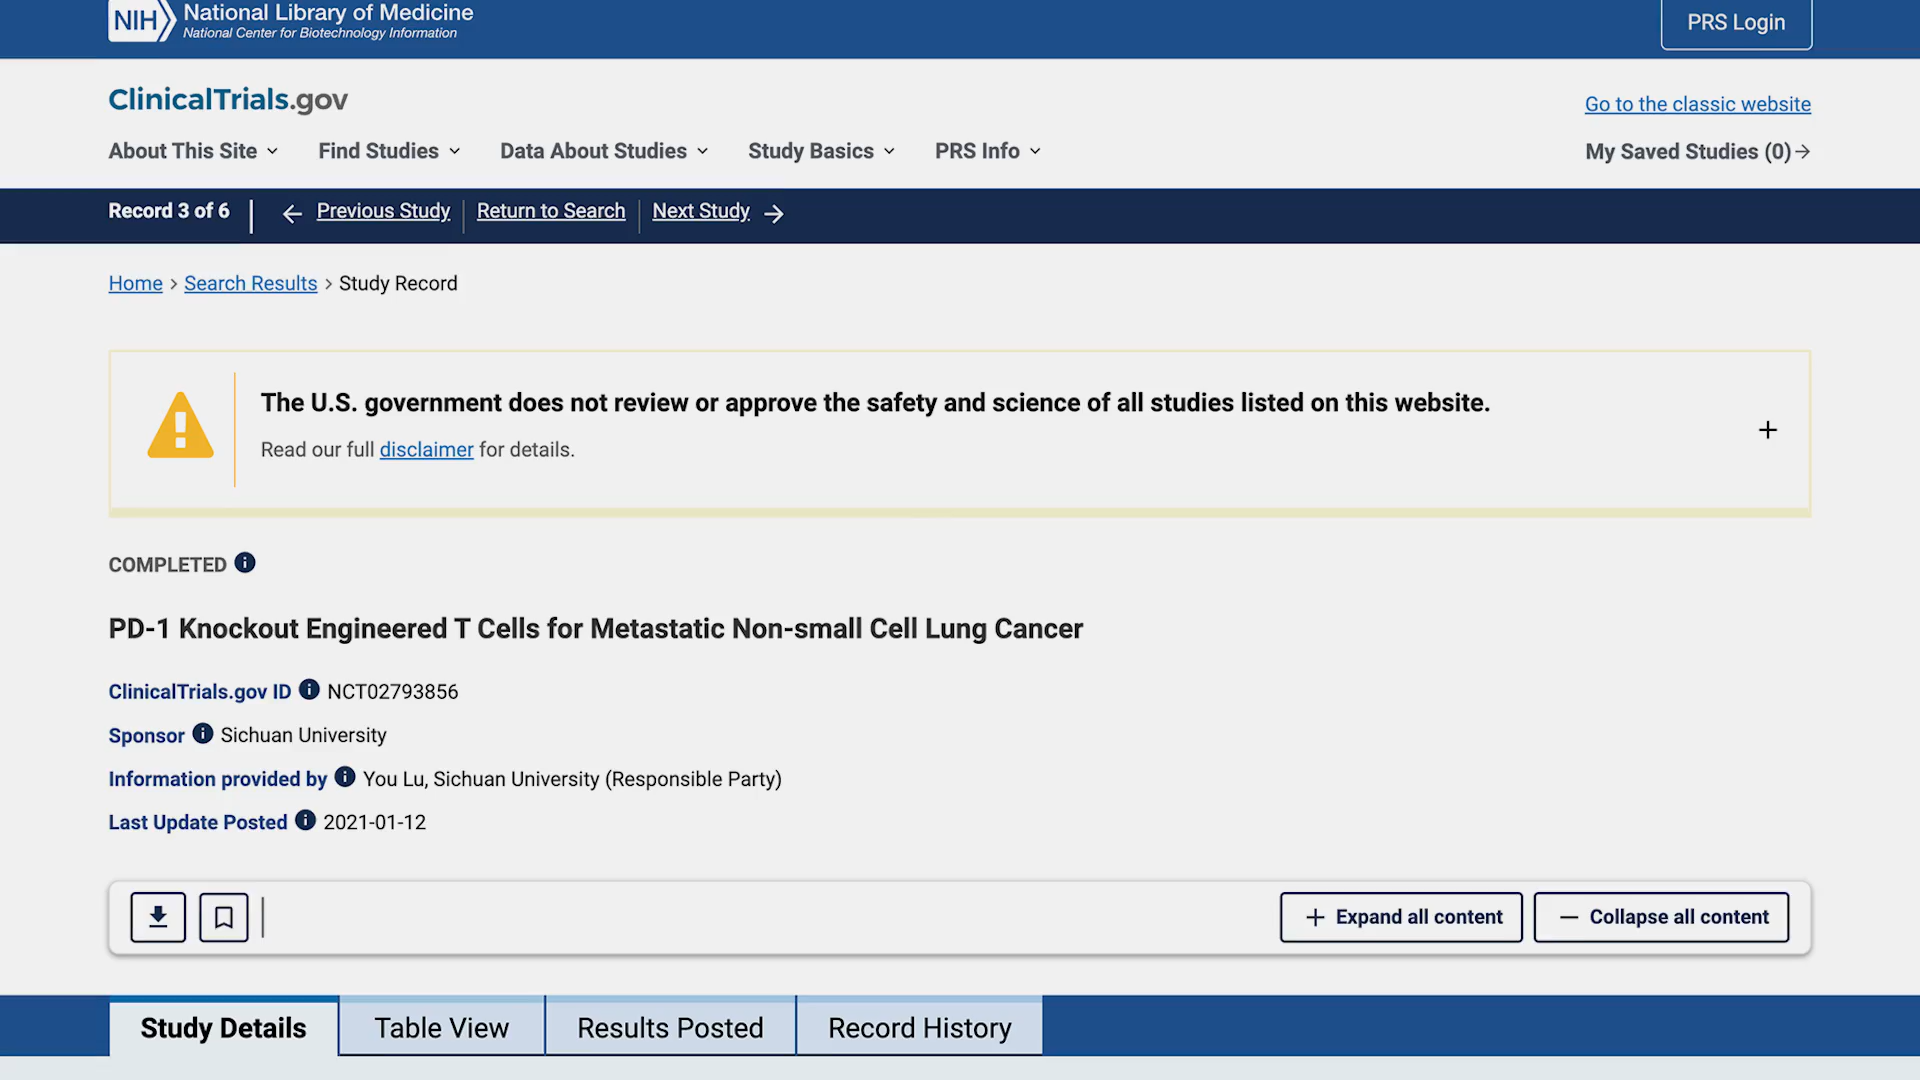 NIH National Library of Medicine
National Center for Biotechnology Information
PRS Login
ClinicalTrials.gov
Go to the classic website
About This Site
Find Studies
Data About Studies
Study Basics
PRS Info
My Saved Studies (0)
Record 3 of 6
Previous Study
Return to Search
Next Study
Home > Search Results > Study Record
The U.S. government does not review or approve the safety and science of all studies listed on this website.
Read our full disclaimer for details.
COMPLETED
PD-1 Knockout Engineered T Cells for Metastatic Non-small Cell Lung Cancer
ClinicalTrials.gov ID NCT02793856
Sponsor Sichuan University
Information provided by You Lu, Sichuan University (Responsible Party)
Last Update Posted 2021-01-12
Expand all content
Collapse all content
Study Details
Table View
Results Posted
Record History